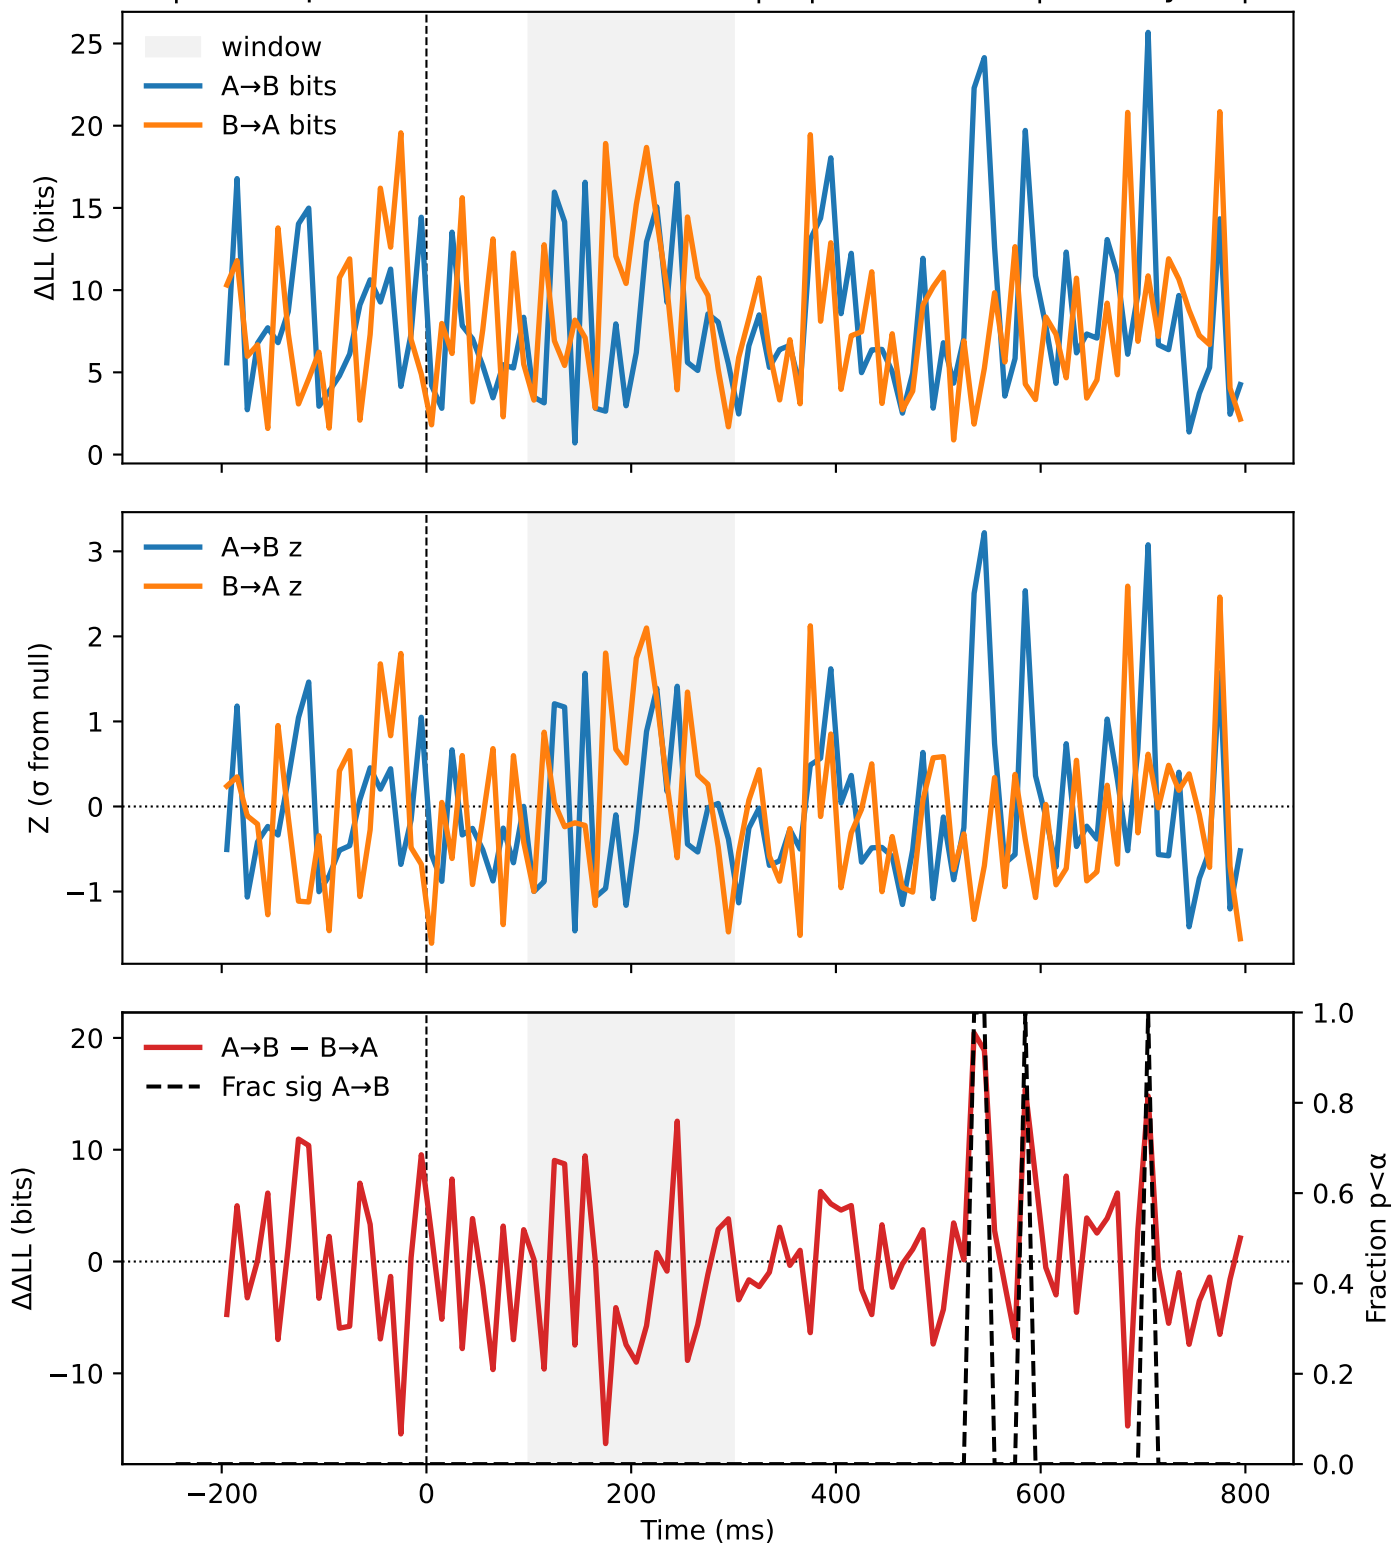 window
A→B bits
B→A bits
ΔLL (bits)
25
20
15
10
5
0
A→B z
B→A z
Z (σ from null)
3
2
1
0
−1
A→B − B→A
Frac sig A→B
ΔΔLL (bits)
20
10
0
−10
1.0
0.8
0.6
0.4
0.2
0.0
Fraction p<α
−200 0 200 400 600 800
Time (ms)